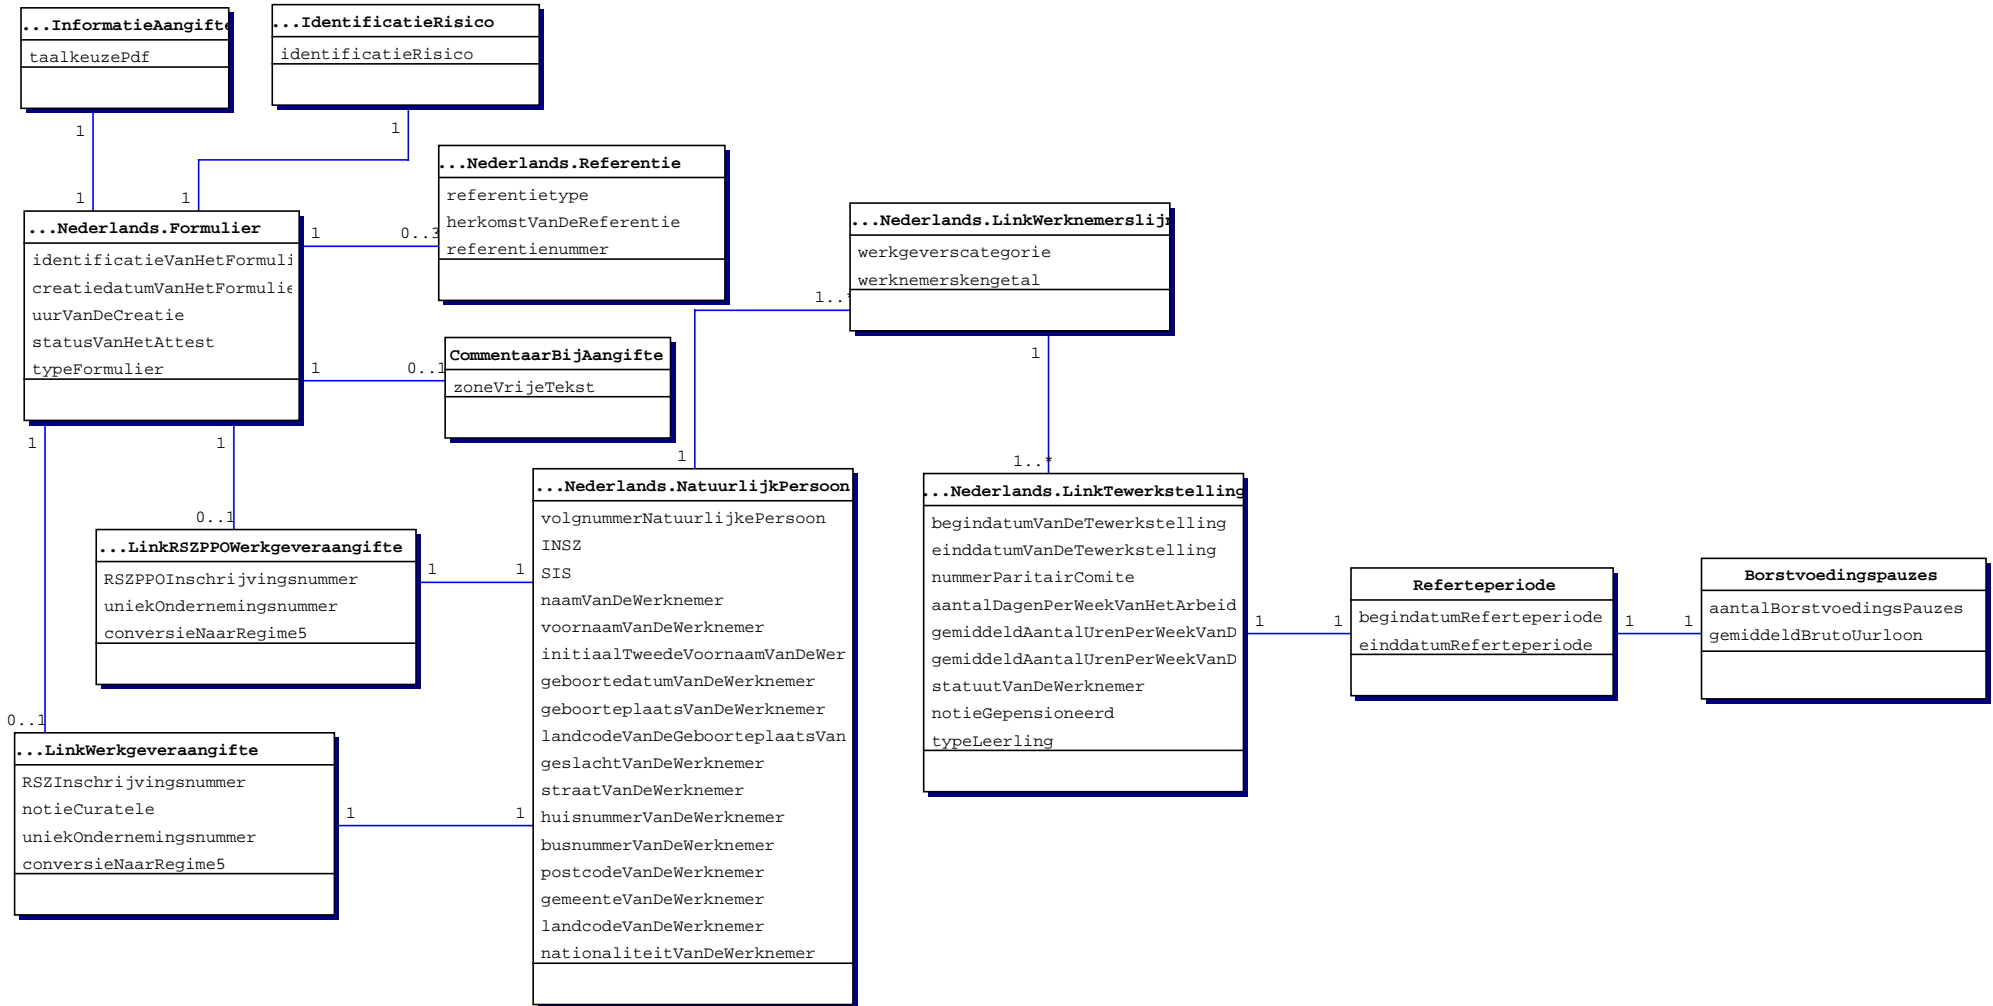 ...InformatieAangifte
taalkeuzePdf
...IdentificatieRisico
identificatieRisico
1
1
1
1
...Nederlands.Referentie
referentietype
herkomstVanDeReferentie
referentienummer
...Nederlands.Formulier
identificatieVanHetFormuli
creatiedatumVanHetFormulie
uurVanDeCreatie
statusVanHetAttest
typeFormulier
1
0..3
1
0..1
CommentaarBijAangifte
zoneVrijeTekst
...Nederlands.LinkWerknemerslijn
werkgeverscategorie
werknemerskengetal
1..*
1
1
1..*
1
1
0..1
0..1
...LinkRSZPPOWerkgeveraangifte
RSZPPOInschrijvingsnummer
uniekOndernemingsnummer
conversieNaarRegime5
1
1
...LinkWerkgeveraangifte
RSZInschrijvingsnummer
notieCuratele
uniekOndernemingsnummer
conversieNaarRegime5
1
1
...Nederlands.NatuurlijkPersoon
volgnummerNatuurlijkePersoon
INSZ
SIS
naamVanDeWerknemer
voornaamVanDeWerknemer
initiaalTweedeVoornaamVanDeWer
geboortedatumVanDeWerknemer
geboorteplaatsVanDeWerknemer
landcodeVanDeGeboorteplaatsVan
geslachtVanDeWerknemer
straatVanDeWerknemer
huisnummerVanDeWerknemer
busnummerVanDeWerknemer
postcodeVanDeWerknemer
gemeenteVanDeWerknemer
landcodeVanDeWerknemer
nationaliteitVanDeWerknemer
...Nederlands.LinkTewerkstelling
begindatumVanDeTewerkstelling
einddatumVanDeTewerkstelling
nummerParitairComite
aantalDagenPerWeekVanHetArbeid
gemiddeldAantalUrenPerWeekVanD
gemiddeldAantalUrenPerWeekVanD
statuutVanDeWerknemer
notieGepensioneerd
typeLeerling
1
1
Referteperiode
begindatumReferteperiode
einddatumReferteperiode
1
1
Borstvoedingspauzes
aantalBorstvoedingsPauzes
gemiddeldBrutoUurloon